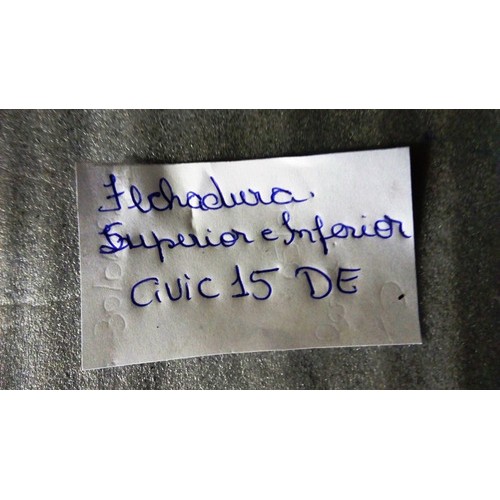 Fechadura.
Superior e Inferior
Civic 15 DE